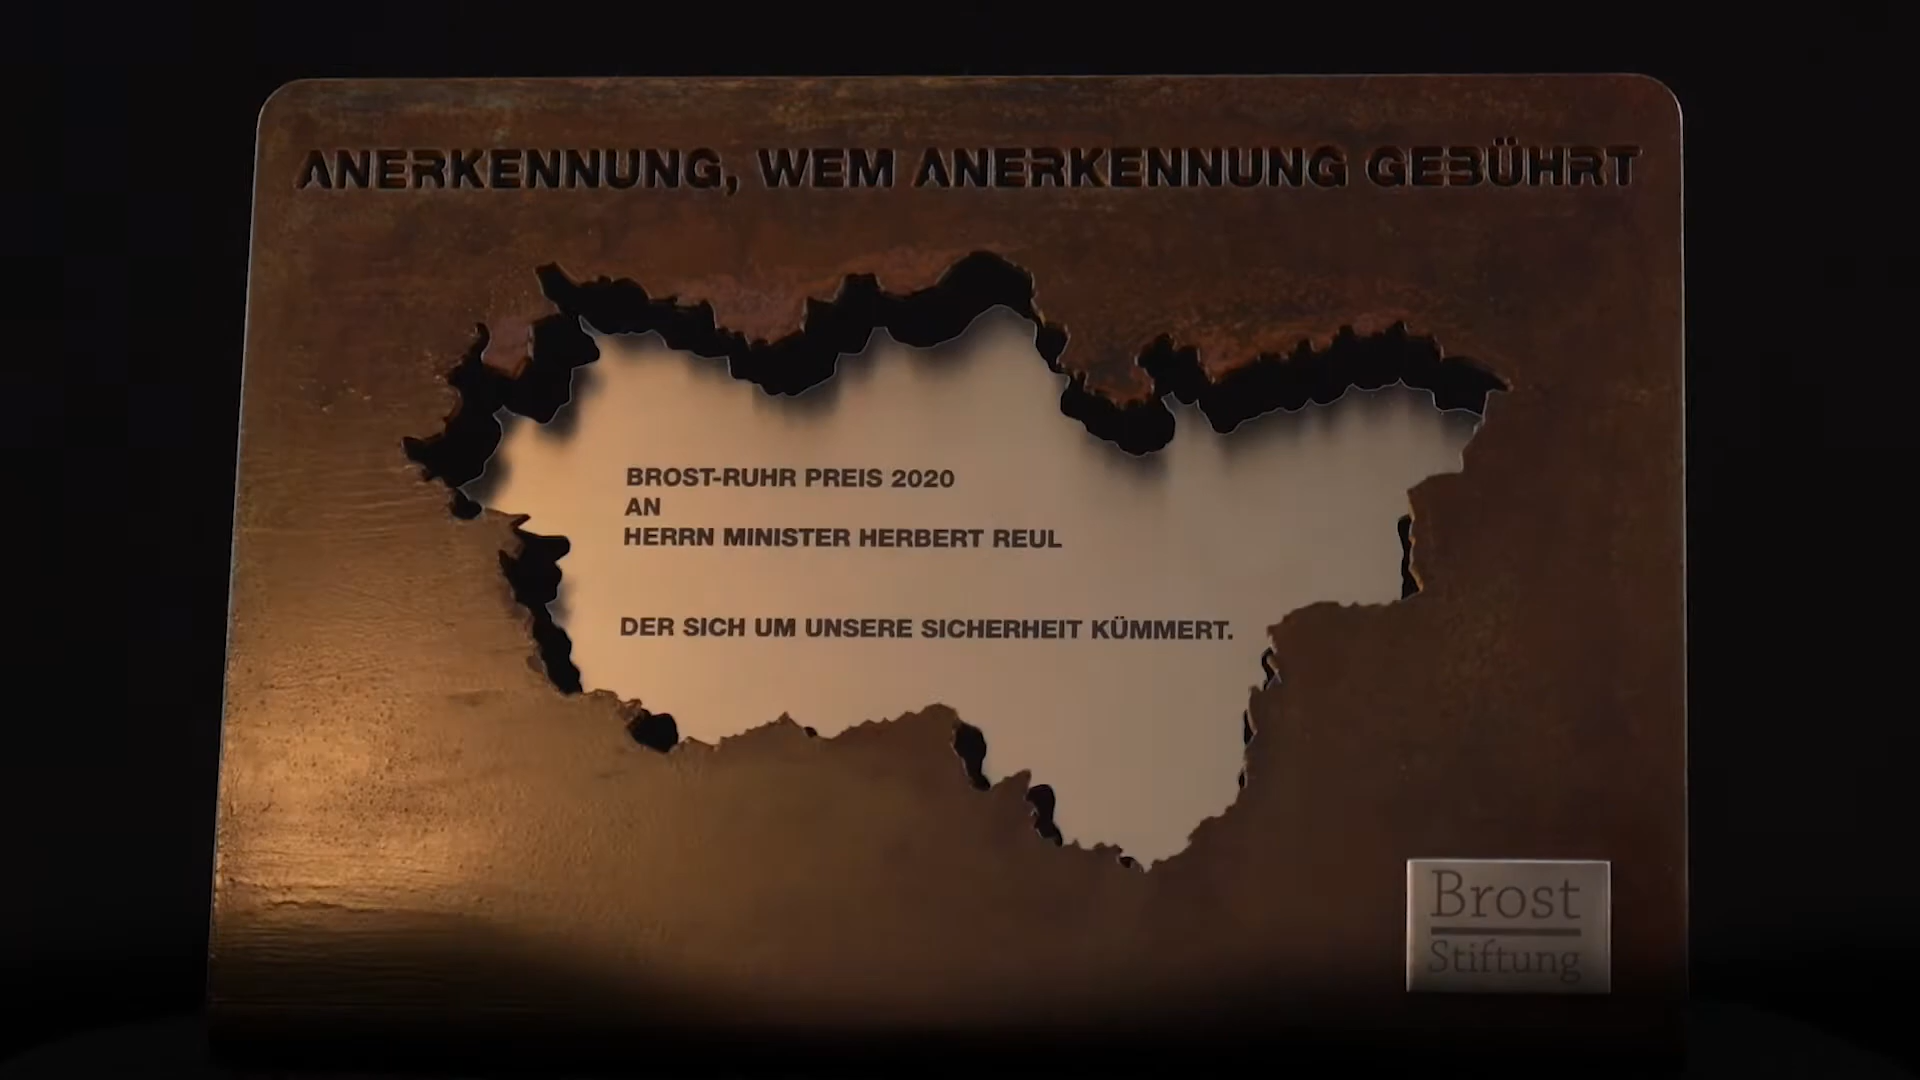 ANERKENNUNG, WEM ANERKENNUNG GEBÜHRT
BROST-RUHR PREIS 2020
AN
HERRN MINISTER HERBERT REUL
DER SICH UM UNSERE SICHERHEIT KÜMMERT.
Brost
Stiftung